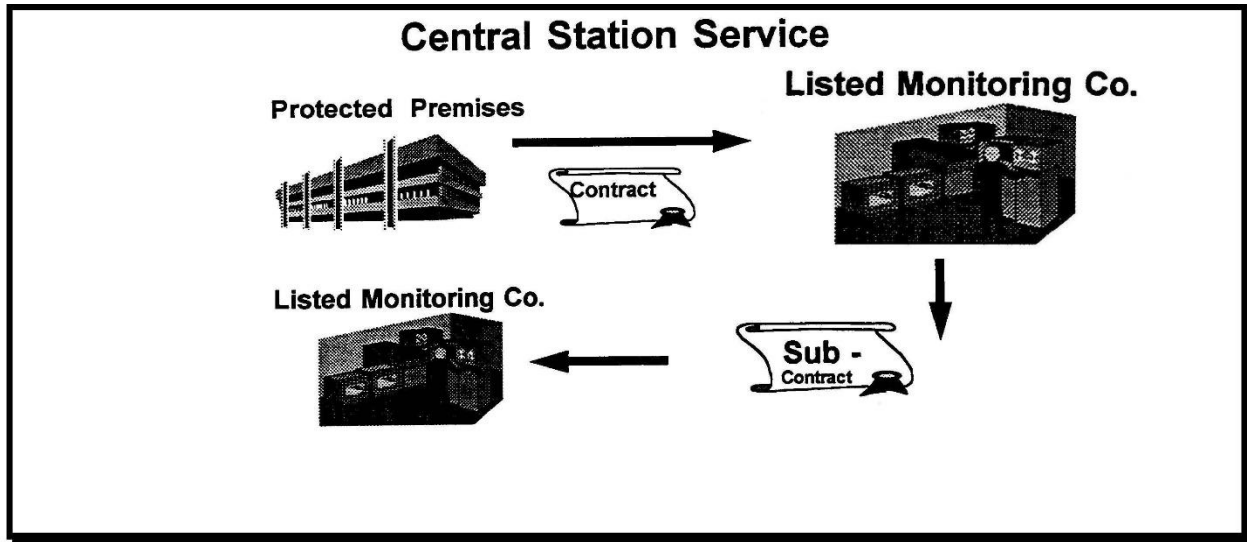 Central Station Service
Protected Premises
Listed Monitoring Co.
Contract
Listed Monitoring Co.
Sub -
Contract